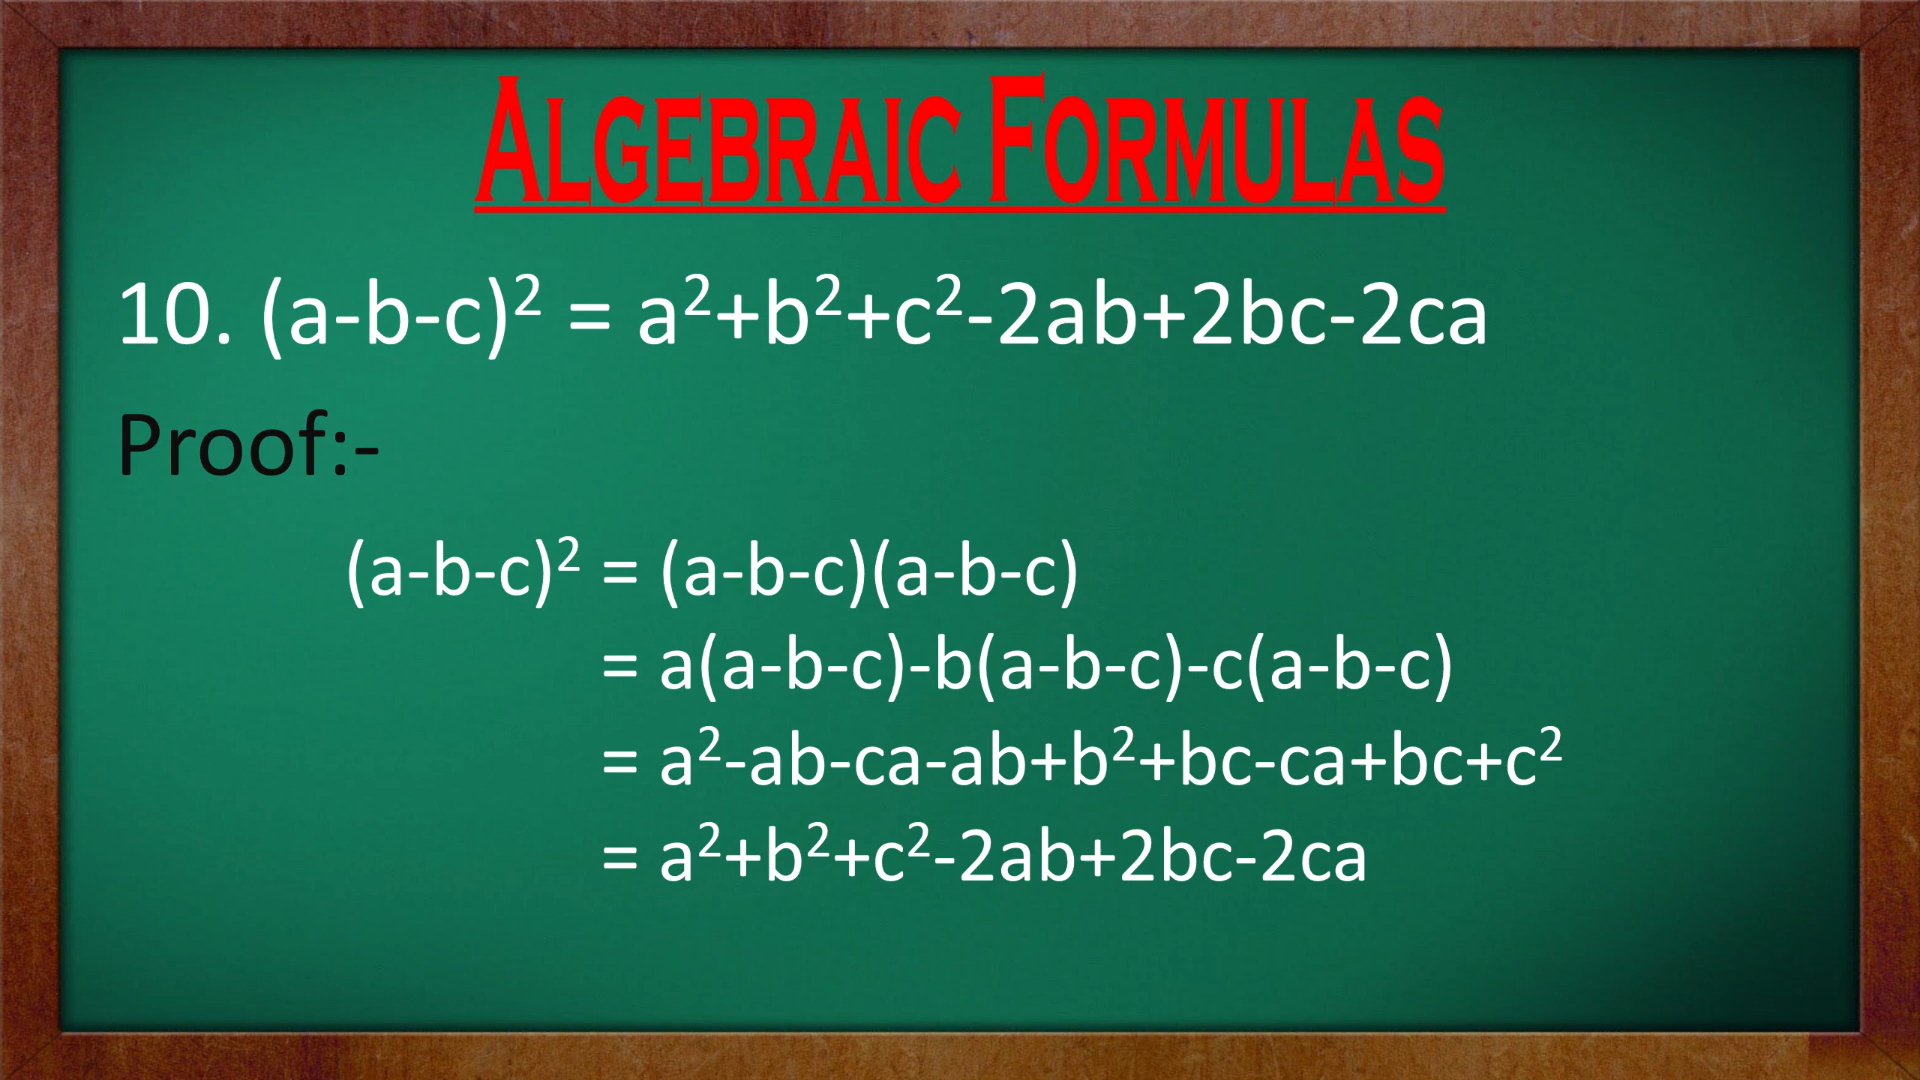 ALGEBRAIC FORMULAS
10. (a-b-c)² = a²+b²+c²-2ab+2bc-2ca
Proof:-
(a-b-c)² = (a-b-c)(a-b-c)
= a(a-b-c)-b(a-b-c)-c(a-b-c)
= a²-ab-ca-ab+b²+bc-ca+bc+c²
= a²+b²+c²-2ab+2bc-2ca